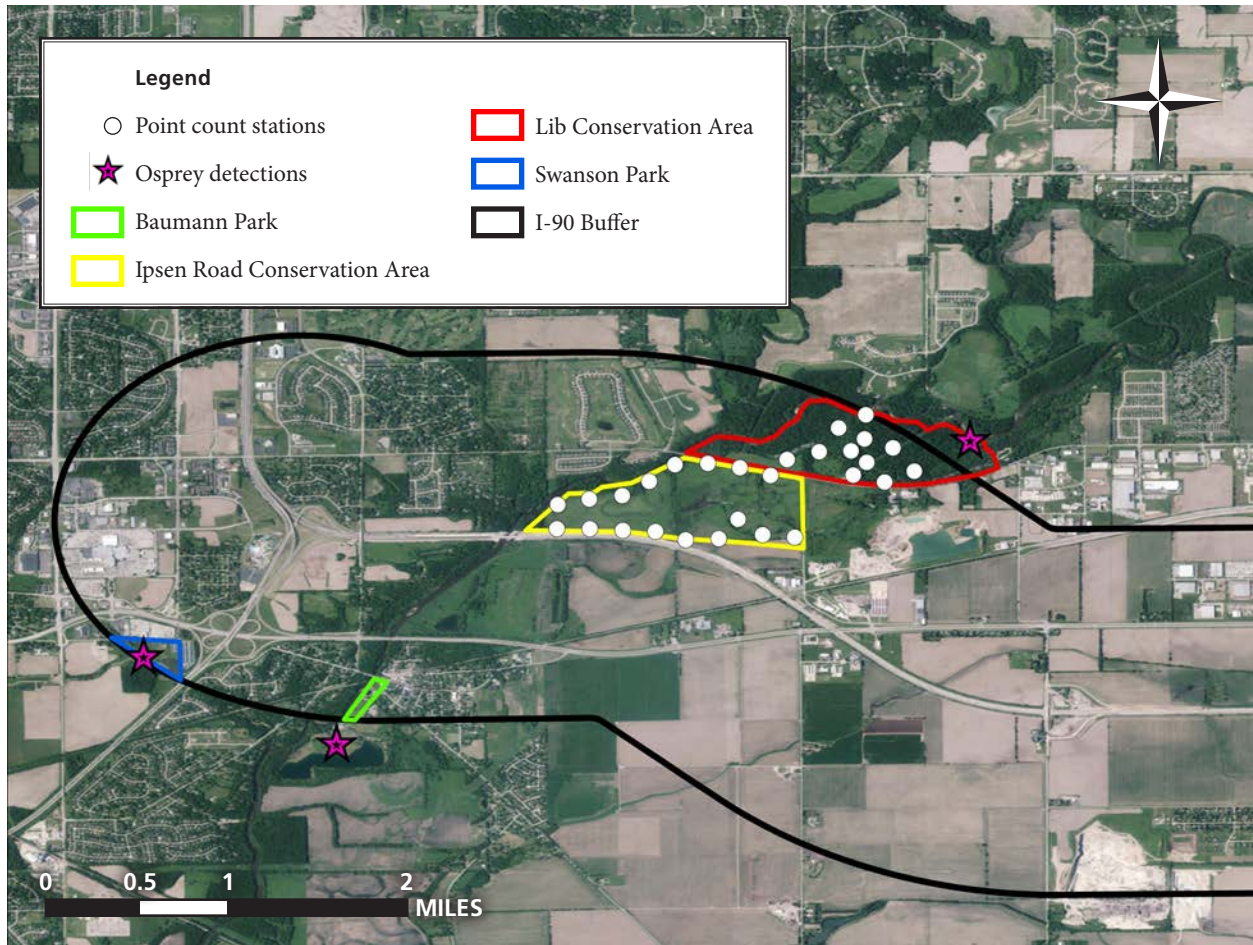 Legend
Point count stations
Osprey detections
Baumann Park
Ipsen Road Conservation Area
Lib Conservation Area
Swanson Park
I-90 Buffer
0 0.5 1 2
MILES